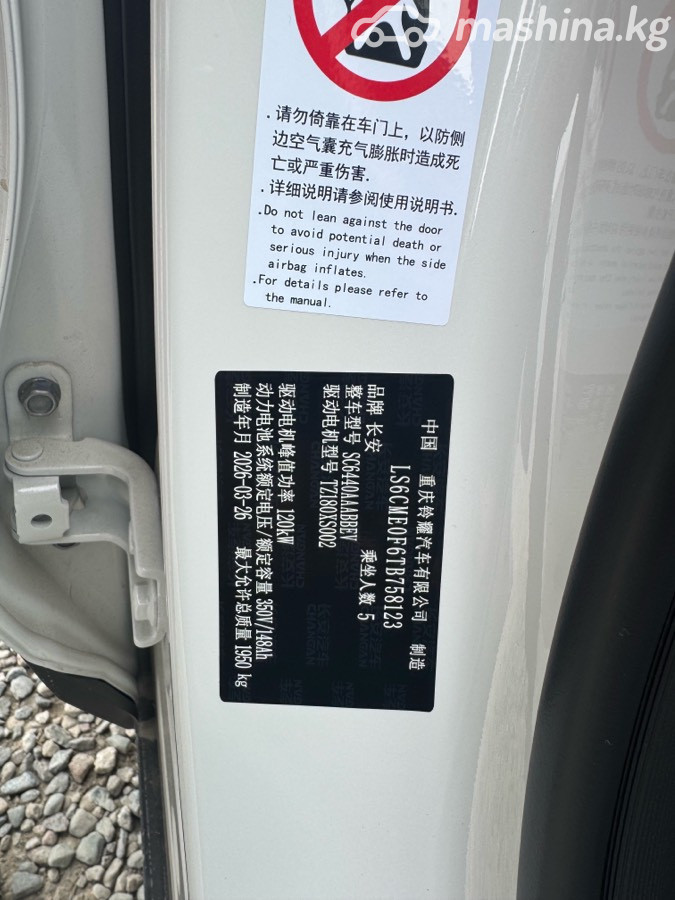 mashina.kg
.请勿倚靠在车门上，以防侧
边空气囊充气膨胀时造成死
亡或严重伤害.
.详细说明请参阅使用说明书.
.Do not lean against the door
to avoid potential death or
serious injury when the side
airbag inflates.
.For details please refer to
the manual.
中国 重庆铃耀汽车有限公司 制造
LS6CME0F6TB758123
品牌 长安 乘坐人数 5
整车型号 SC6440AAABBEV
驱动电机型号 TZ180XS002
驱动电机峰值功率 120kW
动力电池系统额定电压/额定容量 350V/148Ah
制造年月 2026-03-26 最大允许总质量 1950 kg